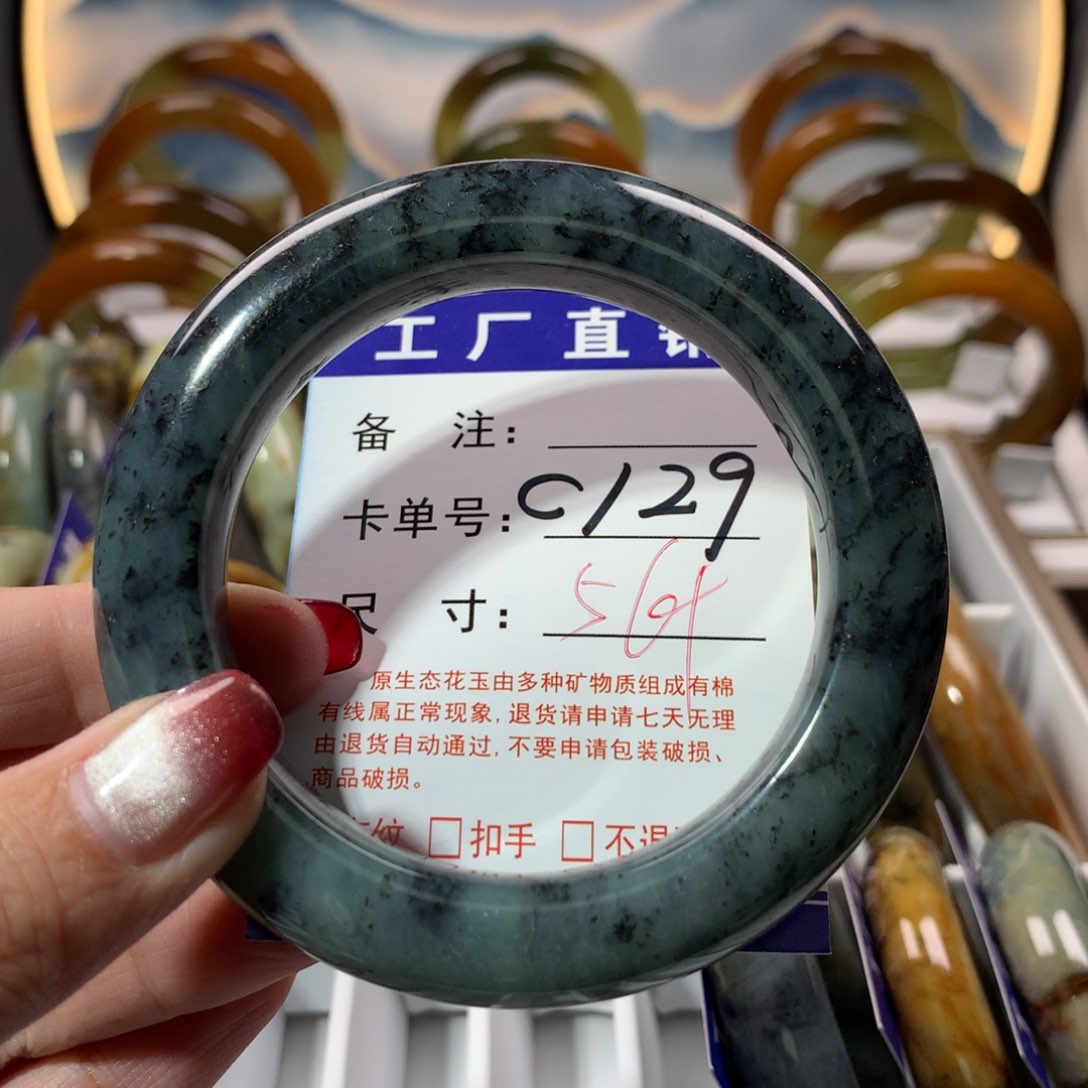 工厂直销
备 注：
卡单号：C129
尺 寸：564
原生态花玉由多种矿物质组成有棉
有线属正常现象，退货请申请七天无理
由退货自动通过，不要申请包装破损、
商品破损。
纹 □扣手 □不退